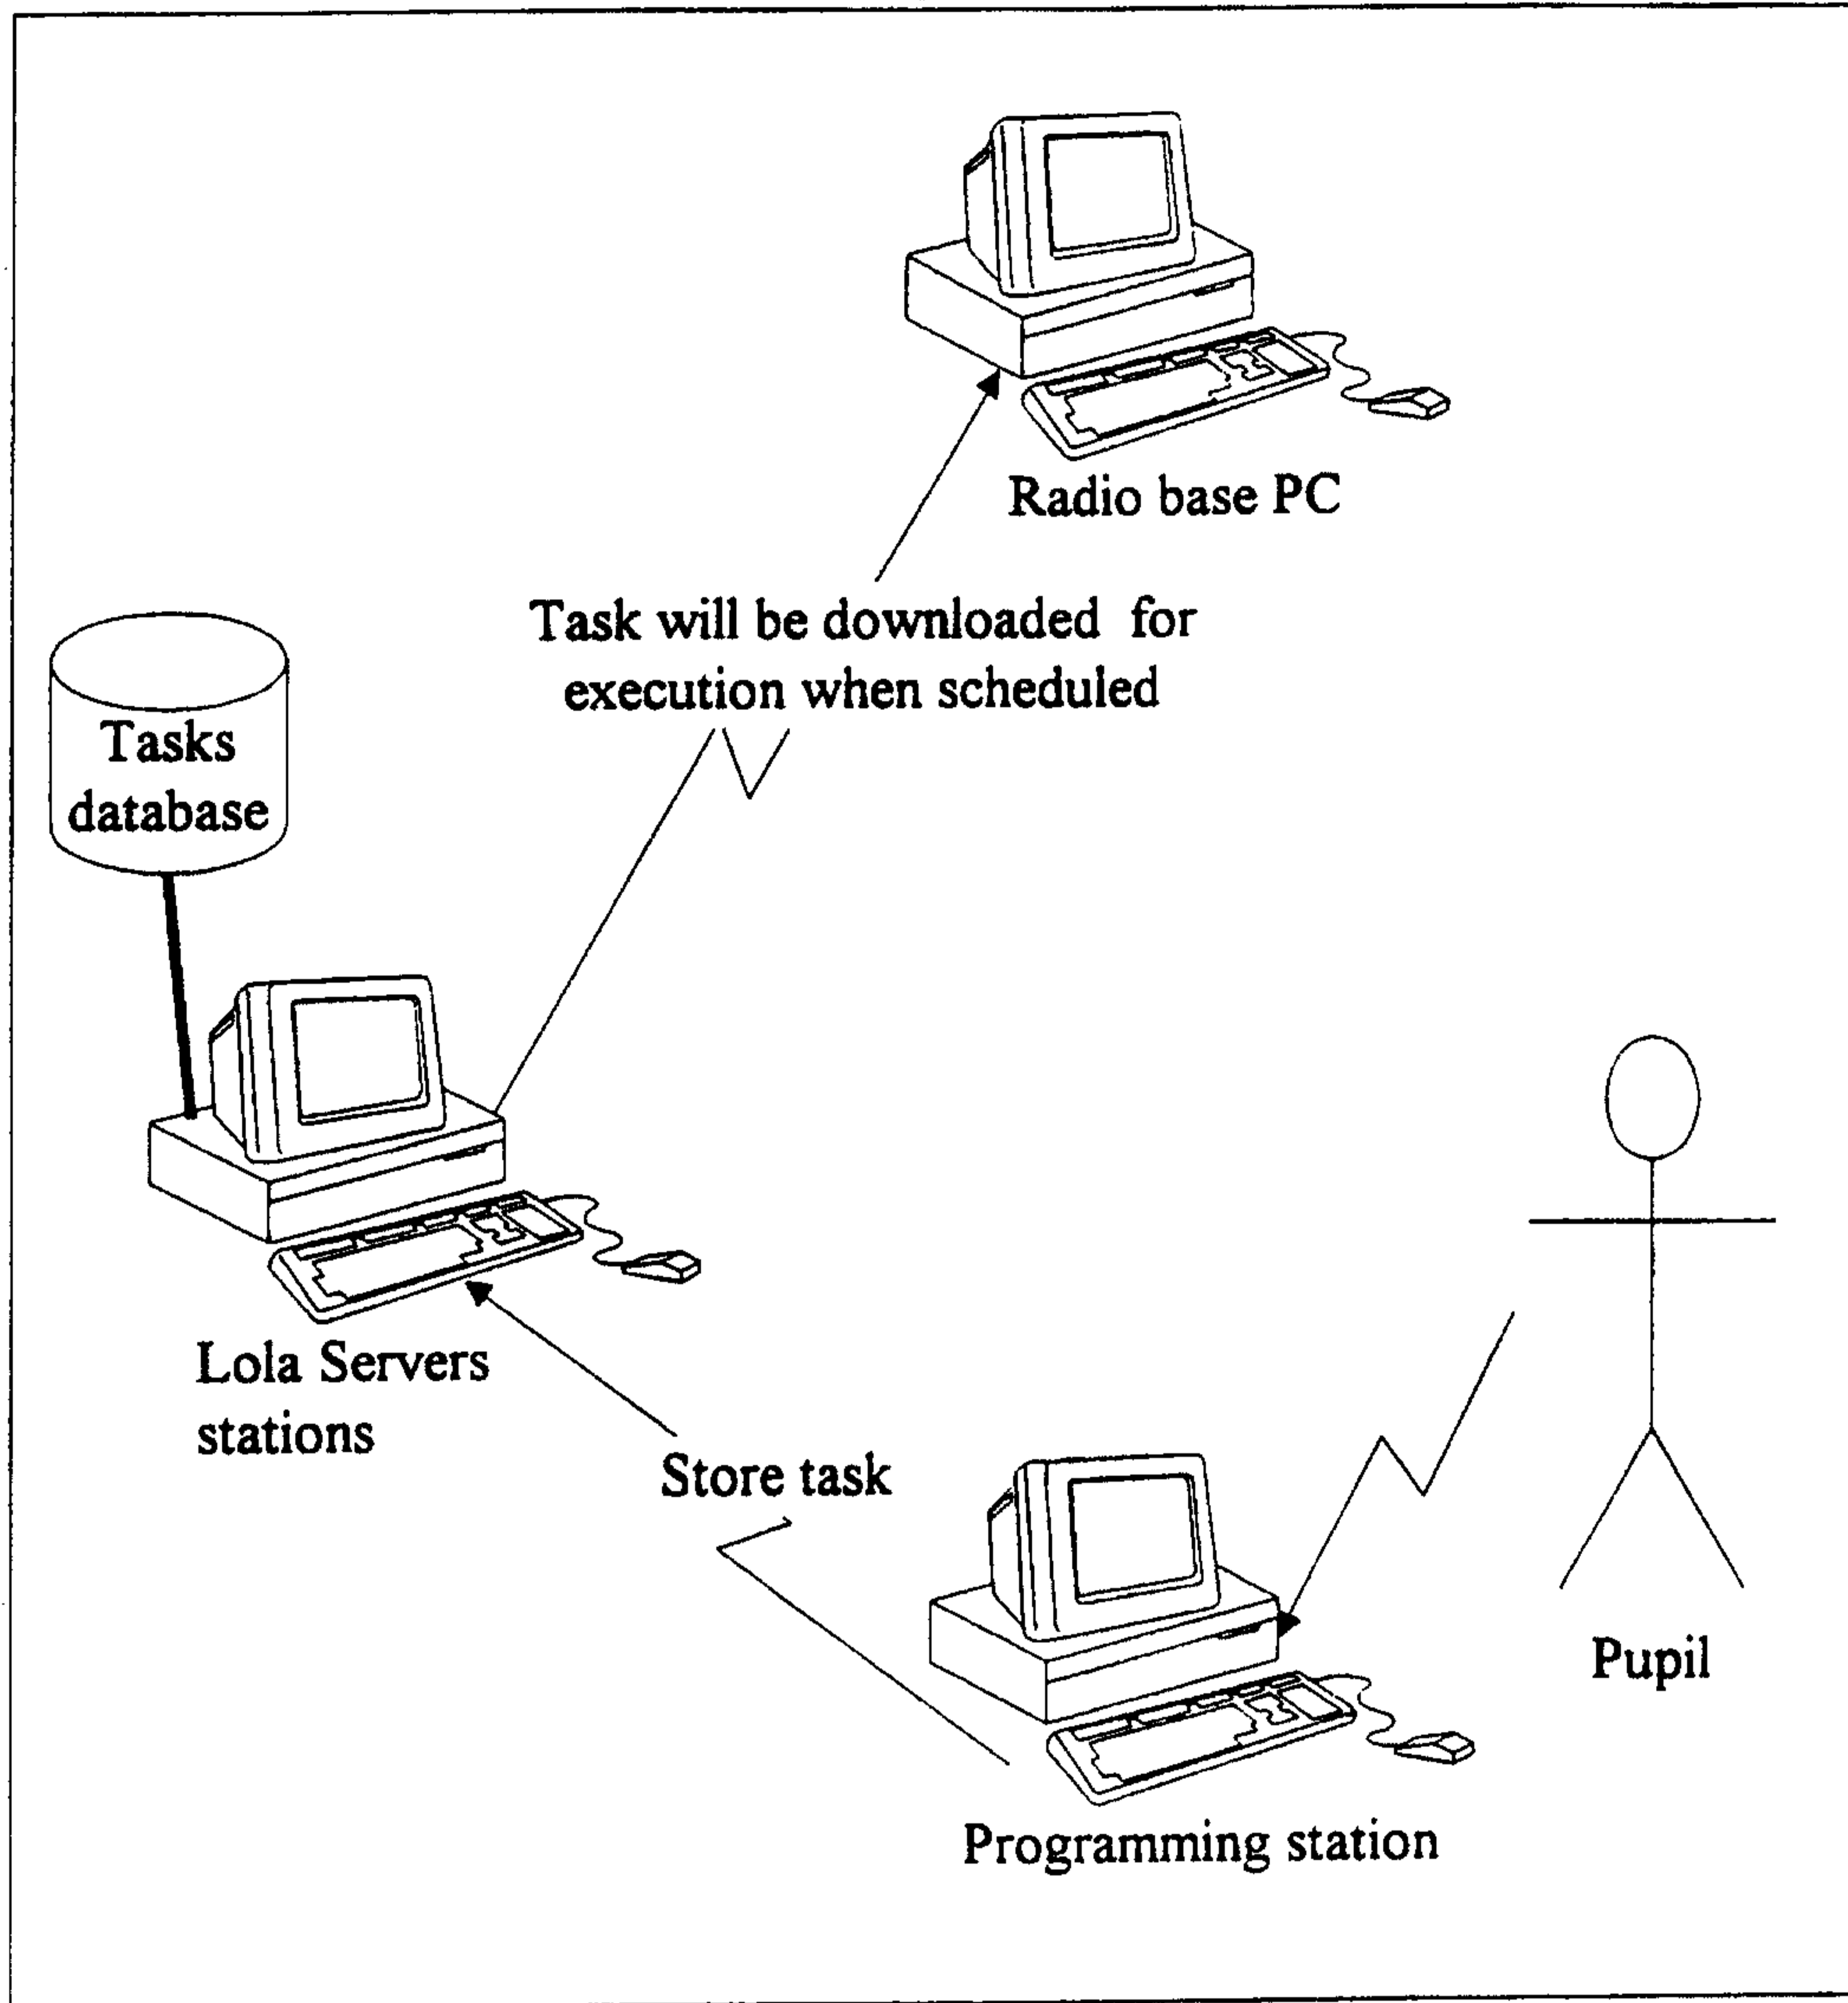 Radio base PC
Task will be downloaded for
execution when scheduled
Tasks
database
Lola Servers
stations
Store task
Pupil
Programming station